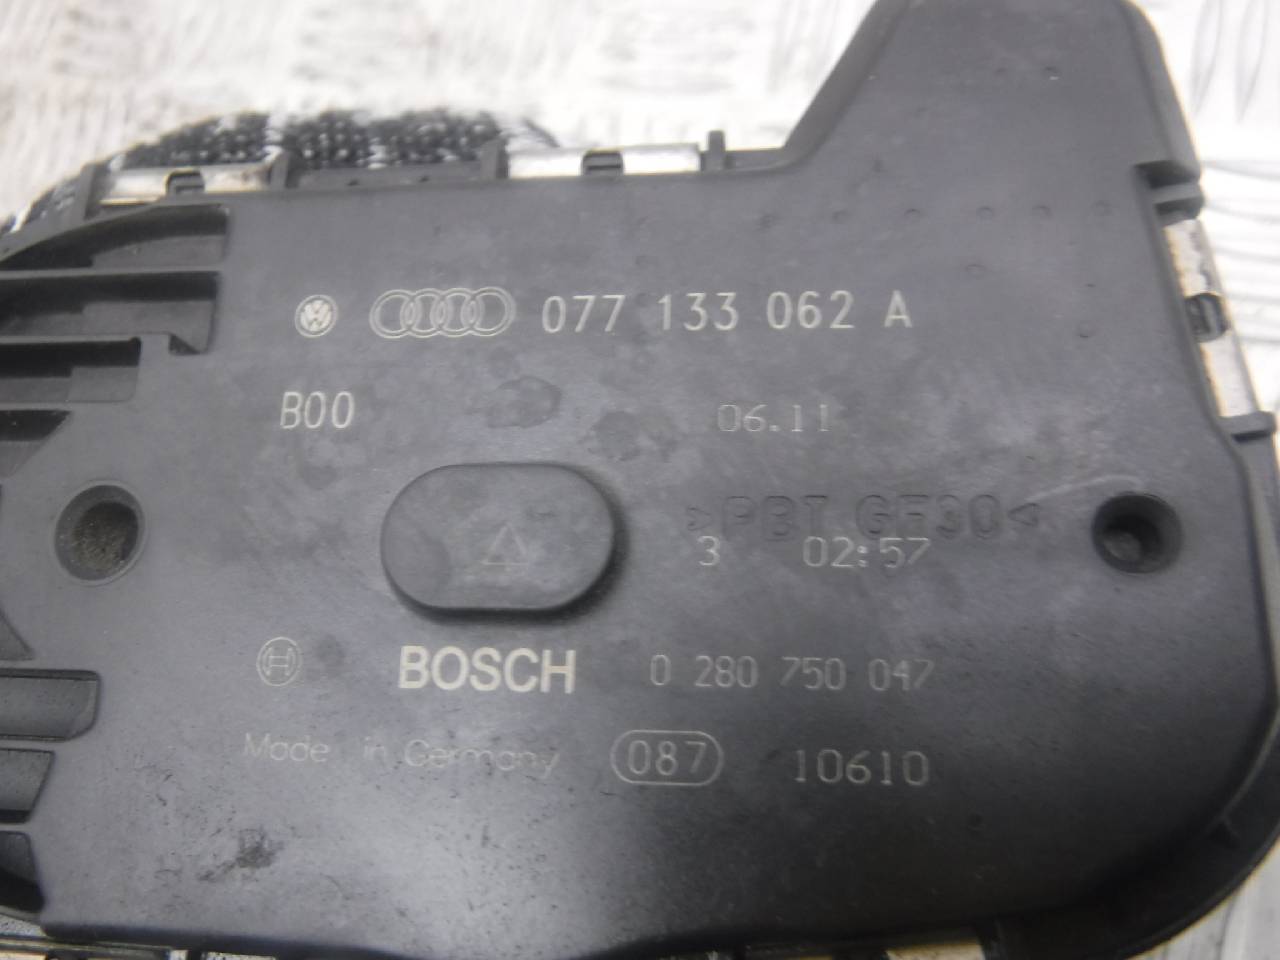 077 133 062 A
B00 06.11
>PBT GF30<
3 02:57
BOSCH 0 280 750 047
Made in Germany 087 10610